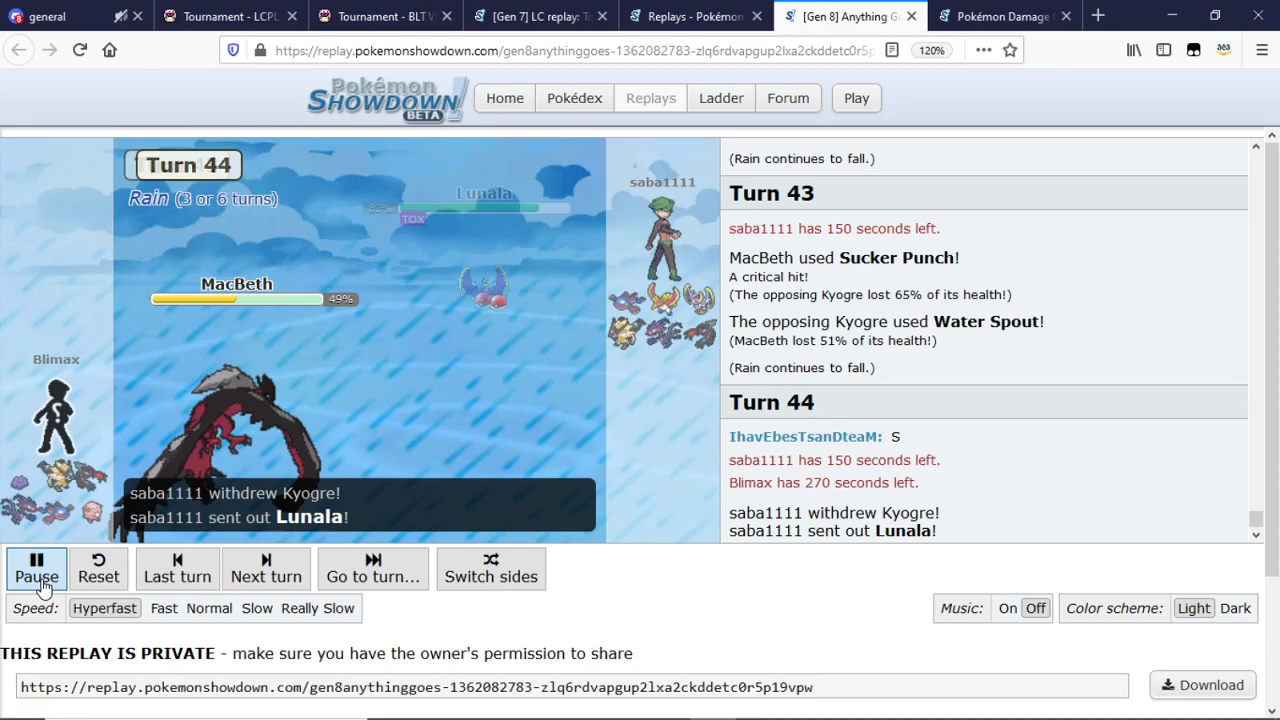 general
Tournament - LCPL
Tournament - BLT V
[Gen 7] LC replay: To
Replays - Pokémon
[Gen 8] Anything Go
Pokémon Damage C
https://replay.pokemonshowdown.com/gen8anythinggoes-1362082783-zlq6rdvapgup2lxa2ckddetc0r5p
120%
Pokémon
SHOWDOWN!
BETA
Home
Pokédex
Replays
Ladder
Forum
Play
Turn 44
Rain (3 or 6 turns)
Lunala
TOX
MacBeth
49%
Blimax
saba1111
saba1111 withdrew Kyogre!
saba1111 sent out Lunala!
(Rain continues to fall.)
Turn 43
saba1111 has 150 seconds left.
MacBeth used Sucker Punch!
A critical hit!
(The opposing Kyogre lost 65% of its health!)
The opposing Kyogre used Water Spout!
(MacBeth lost 51% of its health!)
(Rain continues to fall.)
Turn 44
IhavEbesTsanDteaM: S
saba1111 has 150 seconds left.
Blimax has 270 seconds left.
saba1111 withdrew Kyogre!
saba1111 sent out Lunala!
Pause
Reset
Last turn
Next turn
Go to turn...
Switch sides
Speed: Hyperfast Fast Normal Slow Really Slow
Music: On Off
Color scheme: Light Dark
THIS REPLAY IS PRIVATE - make sure you have the owner's permission to share
https://replay.pokemonshowdown.com/gen8anythinggoes-1362082783-zlq6rdvapgup2lxa2ckddetc0r5p19vpw
Download